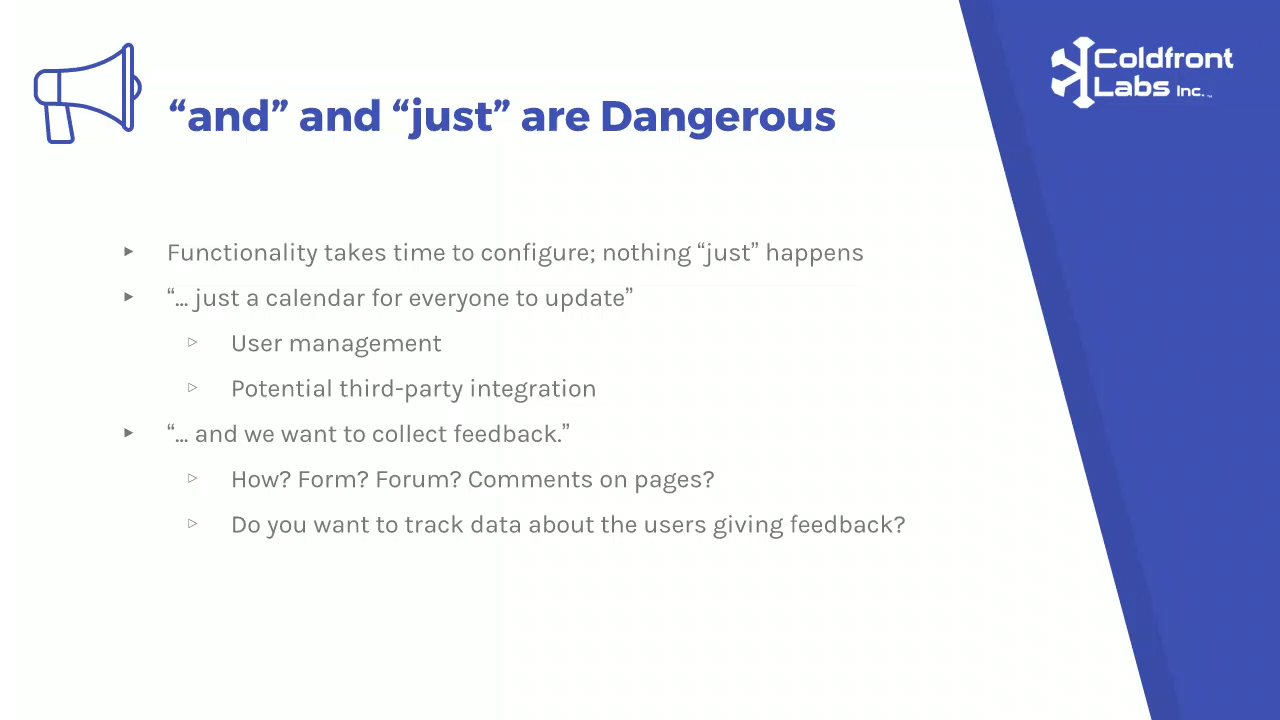 Coldfront
Labs Inc.™
“and” and “just” are Dangerous
▸ Functionality takes time to configure; nothing “just” happens
▸ “... just a calendar for everyone to update”
▹ User management
▹ Potential third-party integration
▸ “... and we want to collect feedback.”
▹ How? Form? Forum? Comments on pages?
▹ Do you want to track data about the users giving feedback?